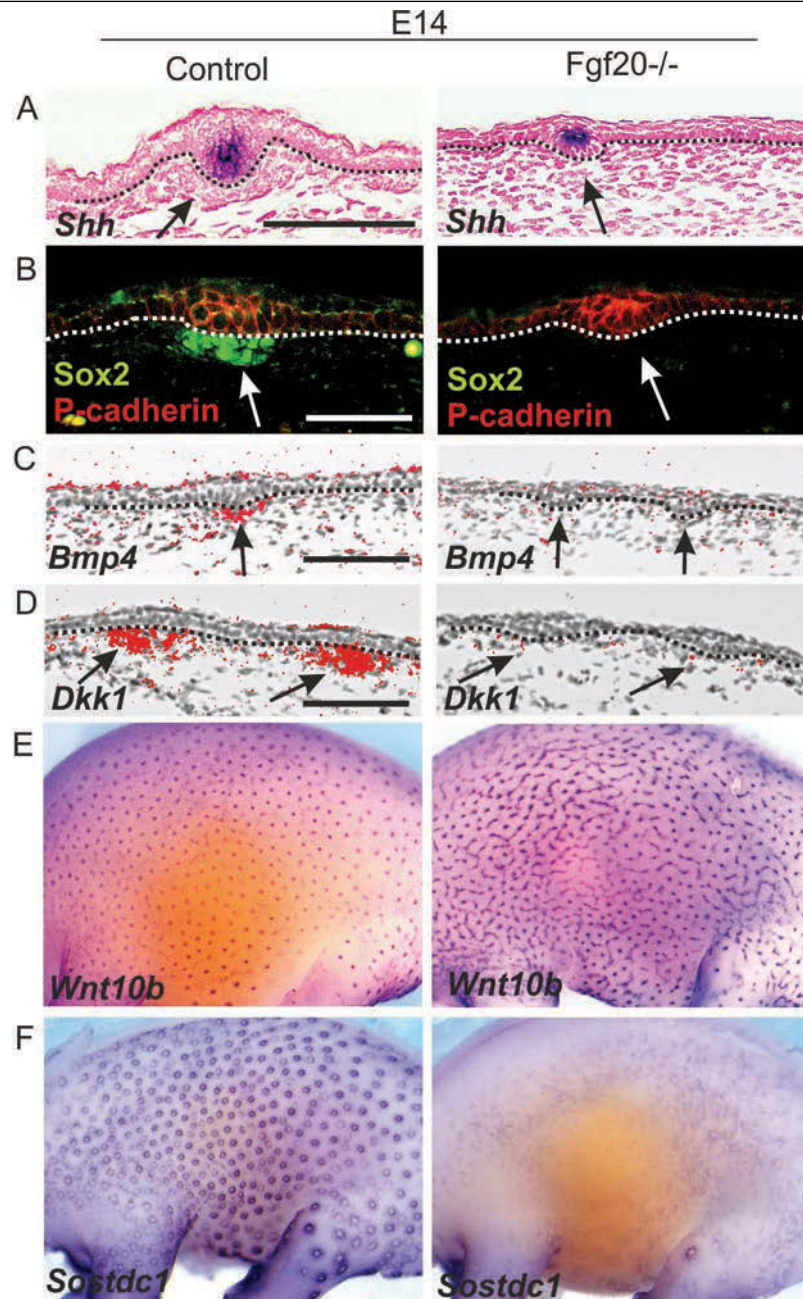 E14
Control Fgf20-/-
A
Shh Shh
B
Sox2 Sox2
P-cadherin P-cadherin
C
Bmp4 Bmp4
D
Dkk1 Dkk1
E
Wnt10b Wnt10b
F
Sostdc1 Sostdc1